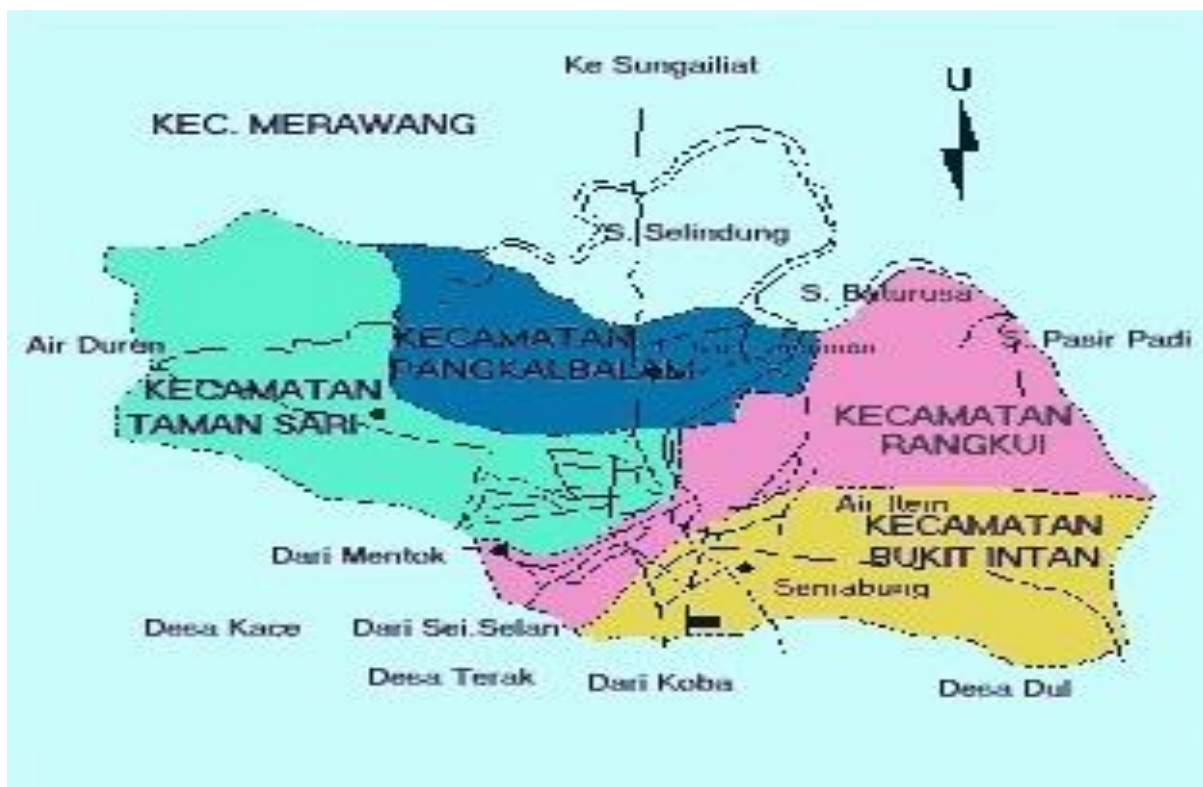 Ke Sungailiat
U
KEC. MERAWANG
S. Selindung
S. Baturusa
Air Duren
KECAMATAN
PANGKALBALAM
S. Pasir Padi
KECAMATAN
TAMAN SARI
KECAMATAN
RANGKUI
Air Itein
KECAMATAN
BUKIT INTAN
Dari Mentok
Semabung
Desa Kace
Dari Sei.Selan
Desa Terak
Dari Koba
Desa Dul